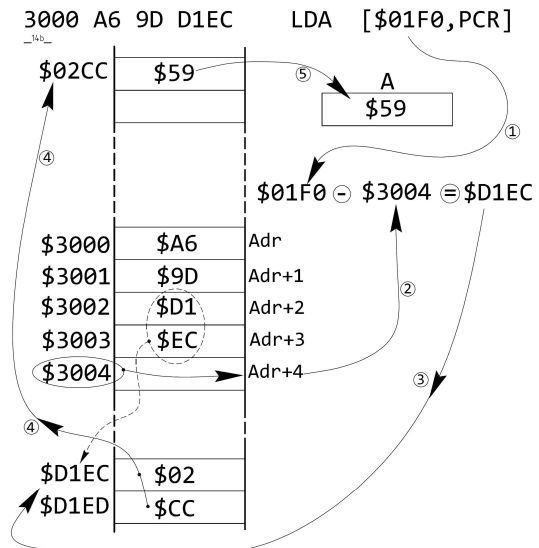 3000 A6 9D D1EC LDA [$01F0,PCR]
_14b_
$02CC $59 ⑤ A
$59
①
④
$01F0 ⊖ $3004 ⊜ $D1EC
$3000 $A6 Adr
$3001 $9D Adr+1
②
$3002 $D1 Adr+2
$3003 $EC Adr+3
$3004 Adr+4
③
④
$D1EC $02
$D1ED $CC